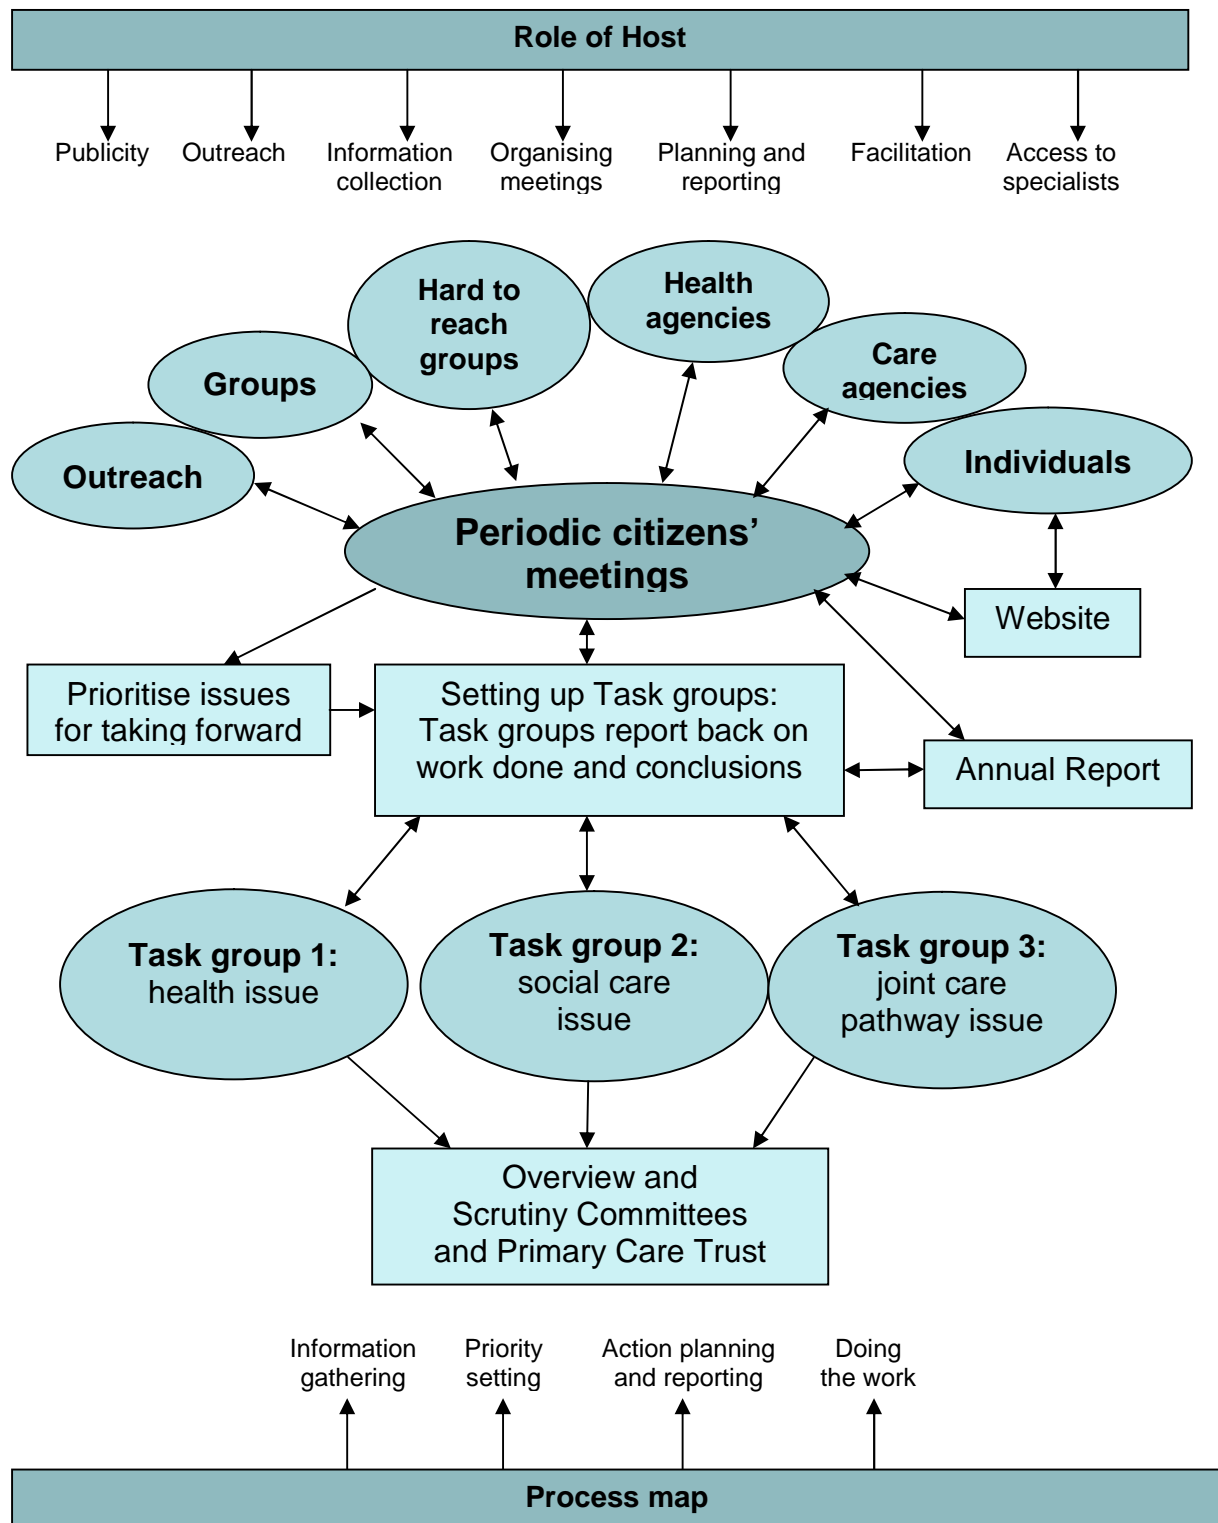 Role of Host
Publicity
Outreach
Information
collection
Organising
meetings
Planning and
reporting
Facilitation
Access to
specialists
Hard to
reach
groups
Health
agencies
Groups
Care
agencies
Outreach
Individuals
Periodic citizens’
meetings
Website
Prioritise issues
for taking forward
Setting up Task groups:
Task groups report back on
work done and conclusions
Annual Report
Task group 1:
health issue
Task group 2:
social care
issue
Task group 3:
joint care
pathway issue
Overview and
Scrutiny Committees
and Primary Care Trust
Information
gathering
Priority
setting
Action planning
and reporting
Doing
the work
Process map